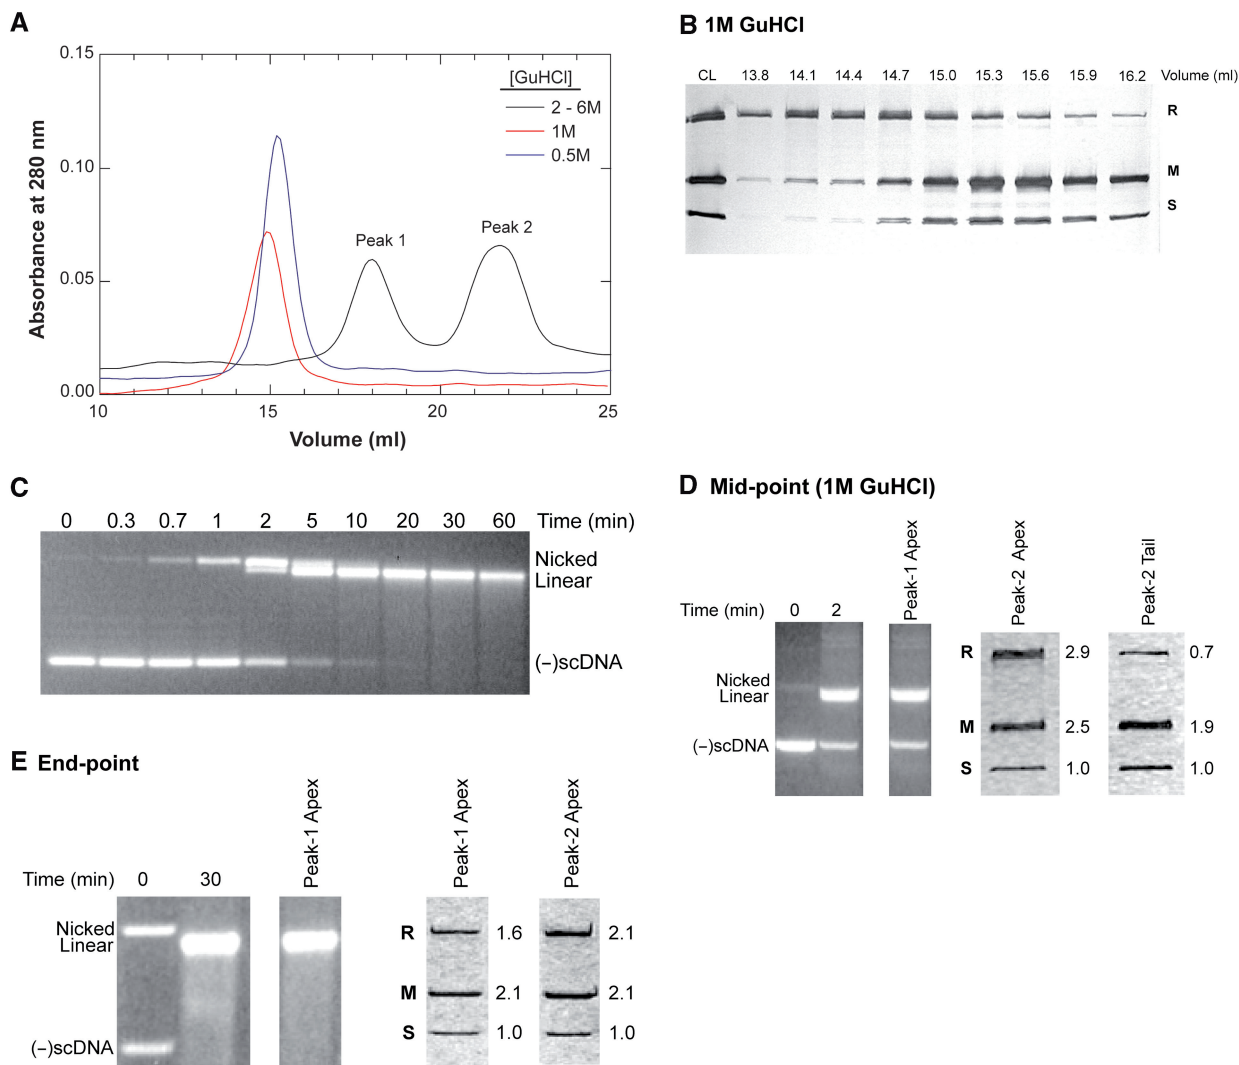 A
0.15
0.10
0.05
0.00
Absorbance at 280 nm
[GuHCl]
2 - 6M
1M
0.5M
Peak 1
Peak 2
10 15 20 25
Volume (ml)
B 1M GuHCl
CL 13.8 14.1 14.4 14.7 15.0 15.3 15.6 15.9 16.2 Volume (ml)
R
M
S
C
0 0.3 0.7 1 2 5 10 20 30 60 Time (min)
Nicked
Linear
(–)scDNA
D Mid-point (1M GuHCl)
Peak-1 Apex
Peak-2 Apex
Peak-2 Tail
Time (min) 0 2
Nicked
Linear
(–)scDNA
R 2.9 0.7
M 2.5 1.9
S 1.0 1.0
E End-point
Peak-1 Apex
Peak-1 Apex
Peak-2 Apex
Time (min) 0 30
Nicked
Linear
(–)scDNA
R 1.6 2.1
M 2.1 2.1
S 1.0 1.0